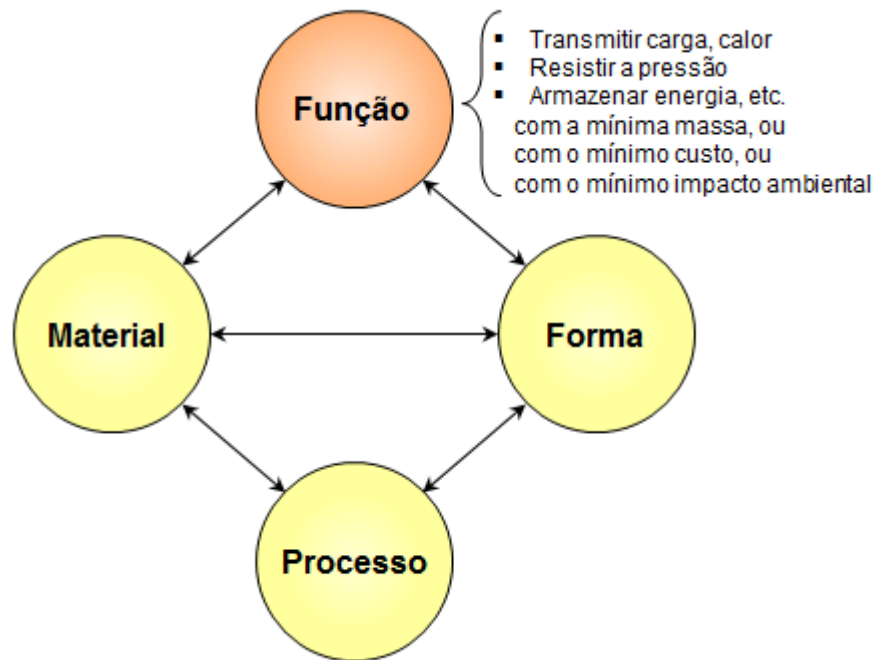 Função
▪ Transmitir carga, calor
▪ Resistir a pressão
▪ Armazenar energia, etc.
com a mínima massa, ou
com o mínimo custo, ou
com o mínimo impacto ambiental
Material
Forma
Processo